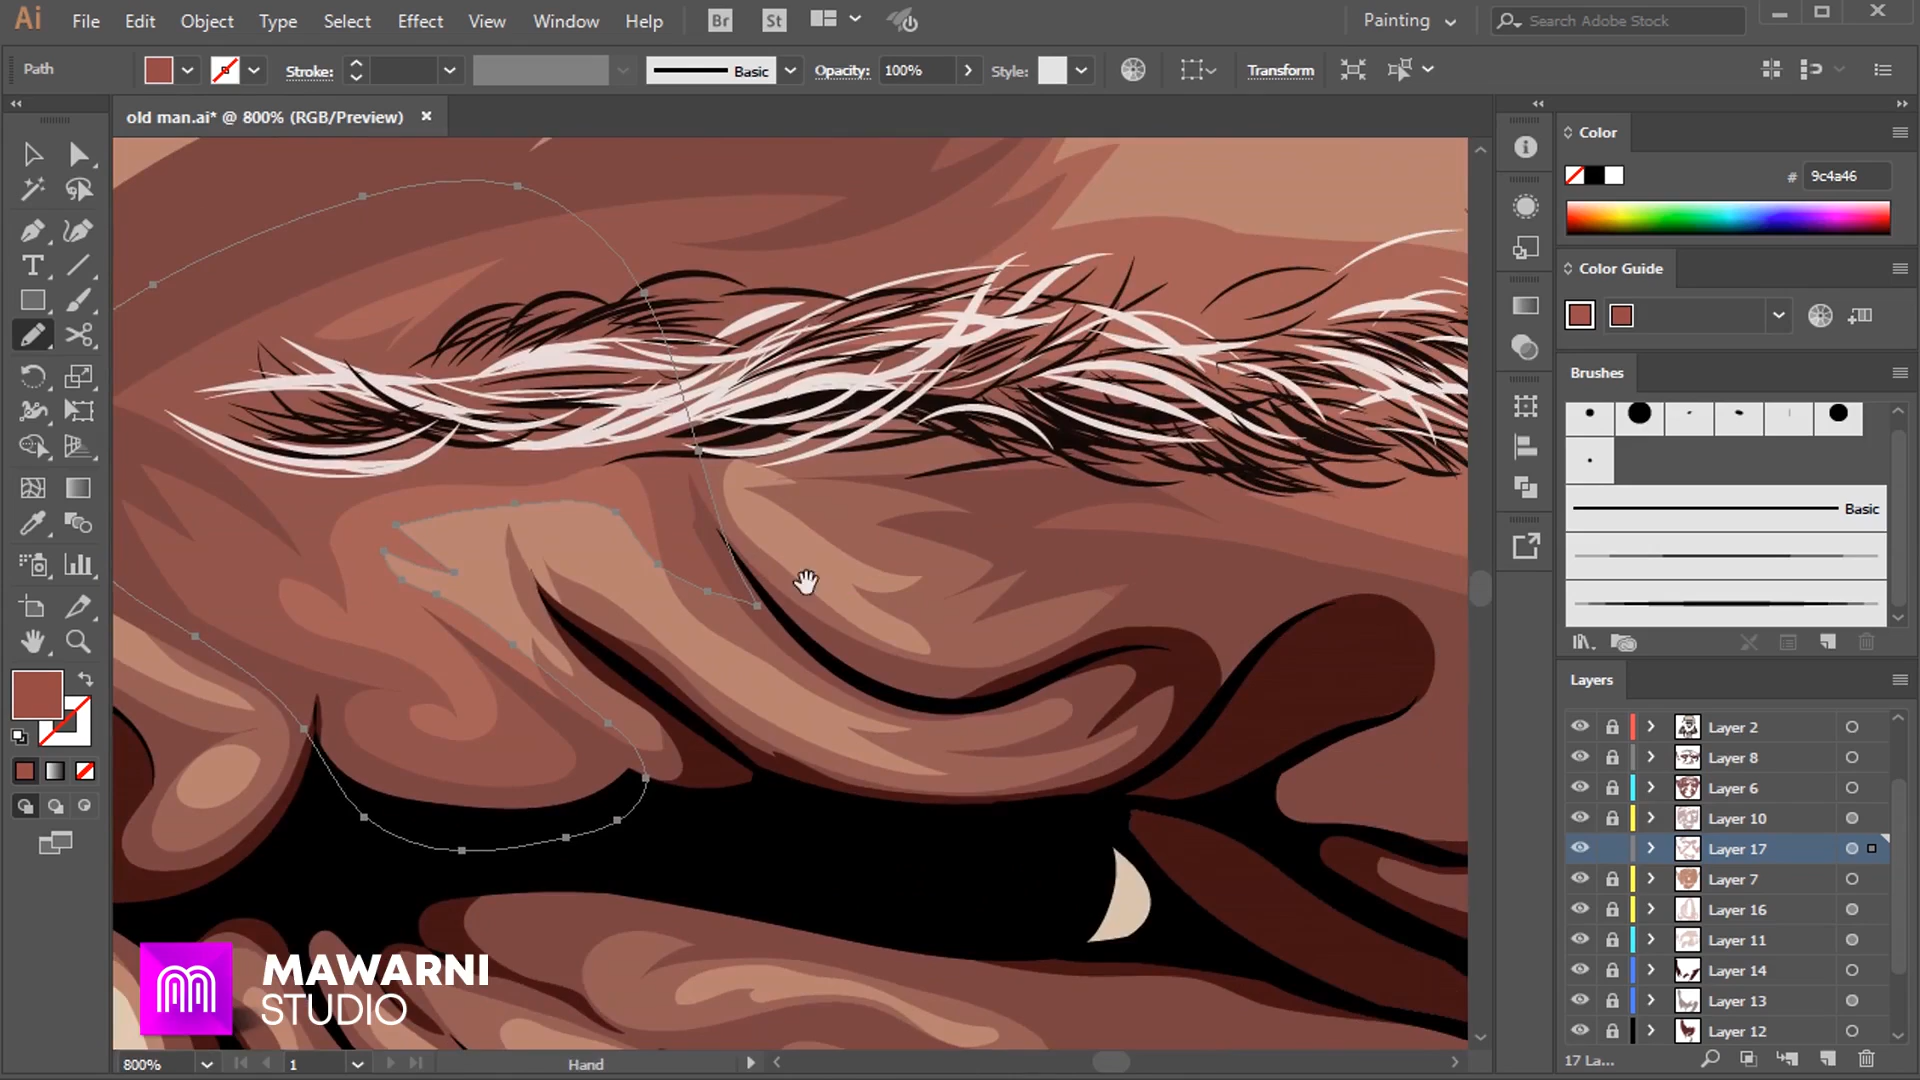 Ai File Edit Object Type Select Effect View Window Help Br St Painting Search Adobe Stock
Path Stroke: Basic Opacity: 100% Style: Transform
old man.ai* @ 800% (RGB/Preview)
Color
# 9c4a46
Color Guide
Brushes
Basic
Layers
Layer 2
Layer 8
Layer 6
Layer 10
Layer 17
Layer 7
Layer 16
Layer 11
Layer 14
Layer 13
Layer 12
17 La...
MAWARNI
STUDIO
800% 1 Hand